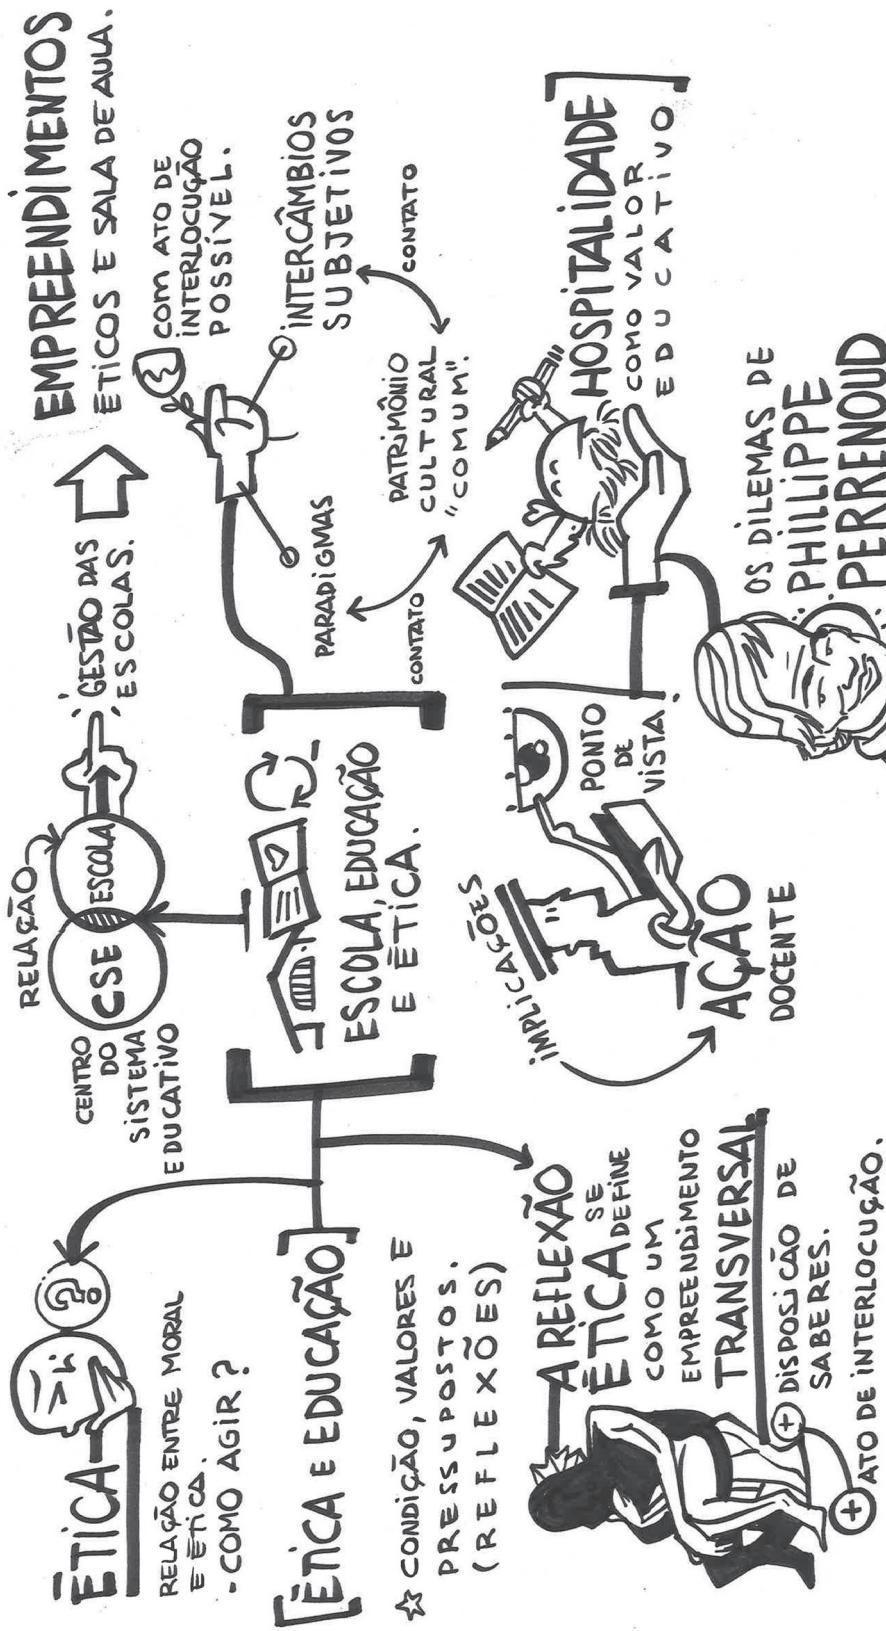 ÉTICA
RELAÇÃO ENTRE MORAL
E ÉTICA.
- COMO AGIR?
?
[ÉTICA E EDUCAÇÃO]
☆ CONDIÇÃO, VALORES E
PRESSUPOSTOS.
(REFLEXÕES)
A REFLEXÃO
ÉTICA SE
DEFINE
COMO UM
EMPREENDIMENTO
TRANSVERSAL
+ DISPOSIÇÃO DE
SABERES.
+ ATO DE INTERLOCUÇÃO.
RELAÇÃO
CENTRO
DO
SISTEMA
EDUCATIVO
CSE
ESCOLA
GESTÃO DAS
ESCOLAS.
ESCOLA, EDUCAÇÃO
E ÉTICA.
EMPREENDIMENTOS
ÉTICOS E SALA DE AULA.
COM ATO DE
INTERLOCUÇÃO
POSSÍVEL.
INTERCÂMBIOS
SUBJETIVOS
PARADIGMAS
CONTATO
PATRIMÔNIO
CULTURAL
"COMUM".
CONTATO
IMPLICAÇÕES
AÇÃO
DOCENTE
PONTO
DE
VISTA
[HOSPITALIDADE
COMO VALOR
EDUCATIVO]
OS DILEMAS DE
PHILLIPPE
PERRENOUD